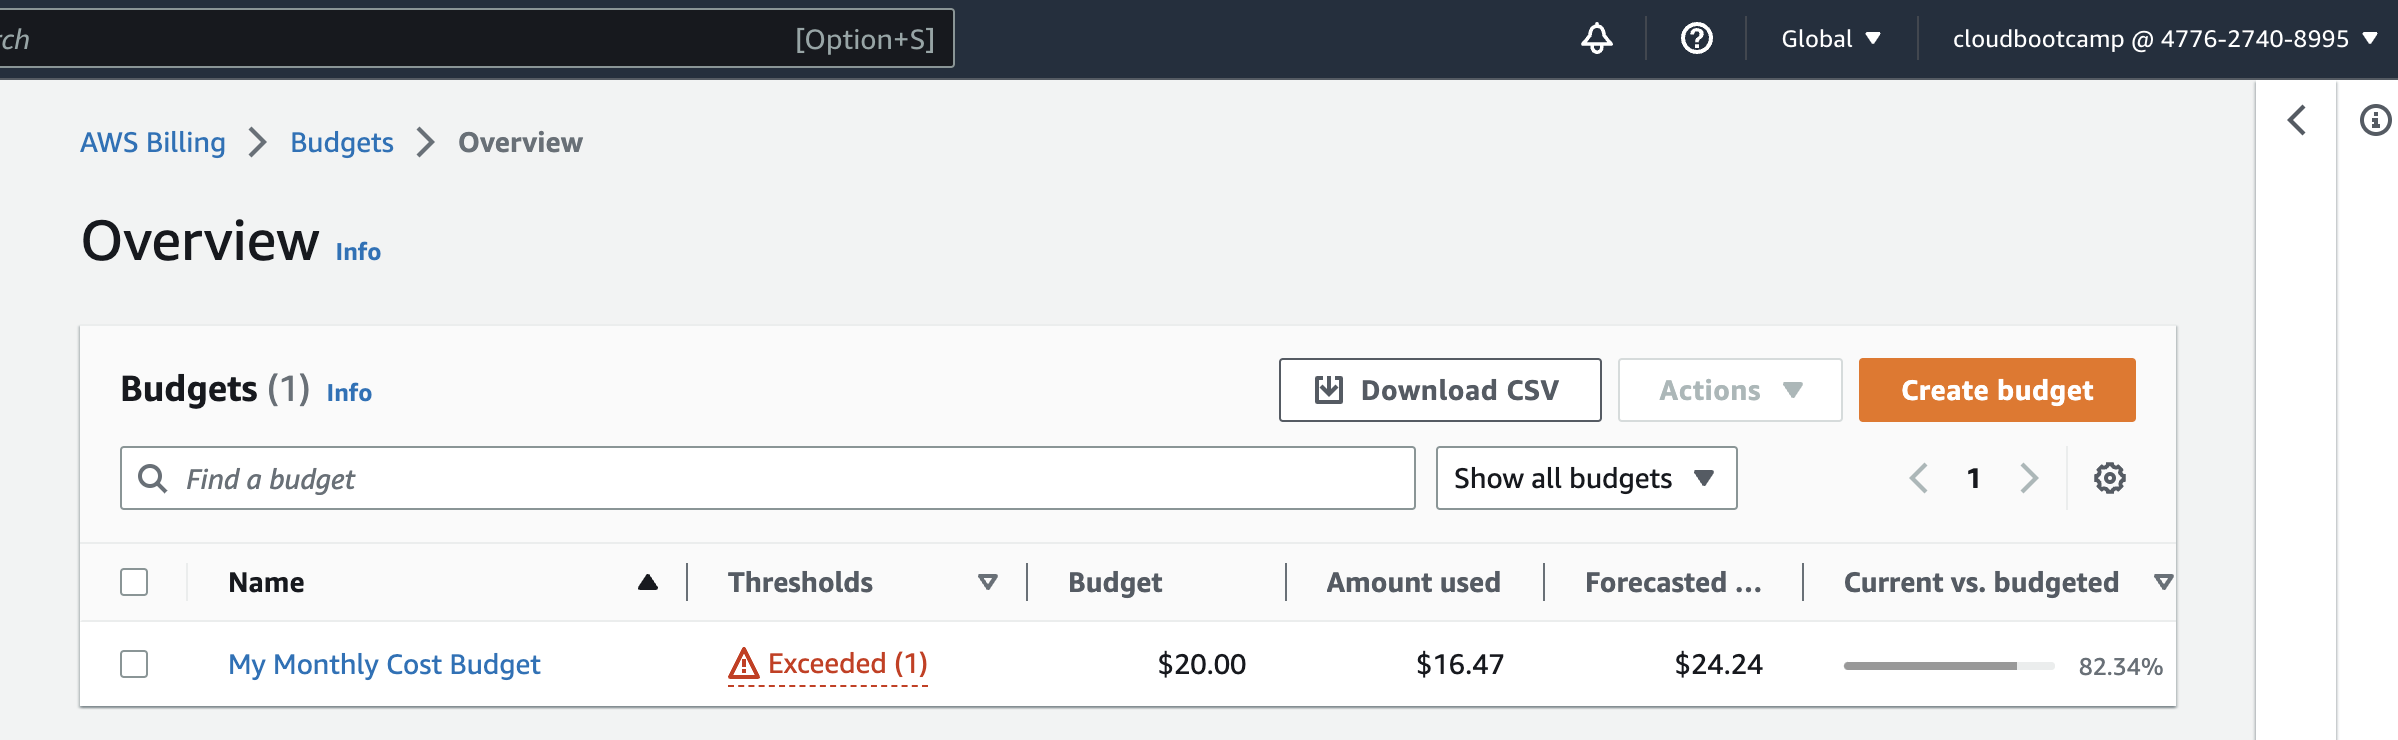 rch [Option+S] Global cloudbootcamp @ 4776-2740-8995
AWS Billing Budgets Overview
Overview Info
Budgets (1) Info Download CSV Actions Create budget
Find a budget Show all budgets 1
Name Thresholds Budget Amount used Forecasted ... Current vs. budgeted
My Monthly Cost Budget Exceeded (1) $20.00 $16.47 $24.24 82.34%